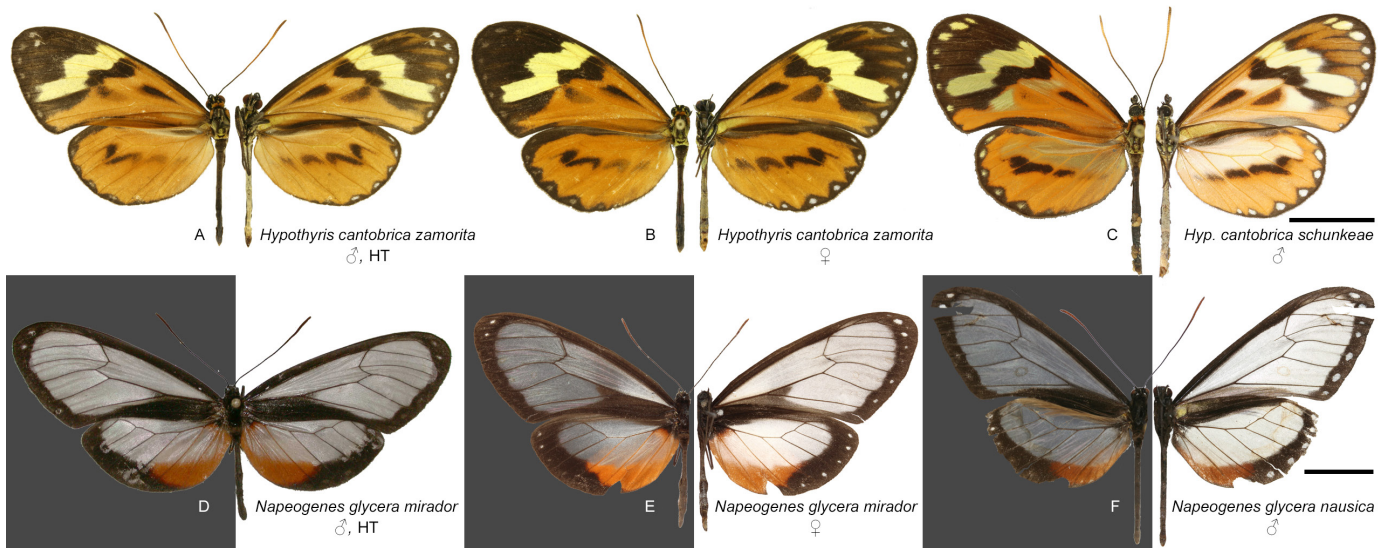 A
Hypothyris cantobrica zamorita
♂, HT
B
Hypothyris cantobrica zamorita
♀
C
Hyp. cantobrica schunkeae
♂
D
Napeogenes glycera mirador
♂, HT
E
Napeogenes glycera mirador
♀
F
Napeogenes glycera nausica
♂